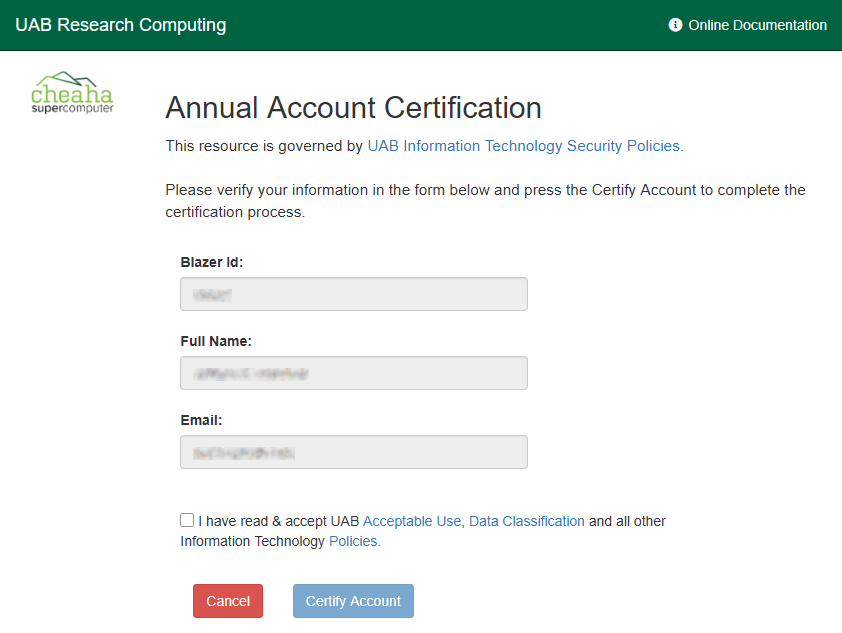 UAB Research Computing
Online Documentation
cheaha
supercomputer
Annual Account Certification
This resource is governed by UAB Information Technology Security Policies.
Please verify your information in the form below and press the Certify Account to complete the
certification process.
Blazer Id:
Full Name:
Email:
I have read & accept UAB Acceptable Use, Data Classification and all other
Information Technology Policies.
Cancel
Certify Account